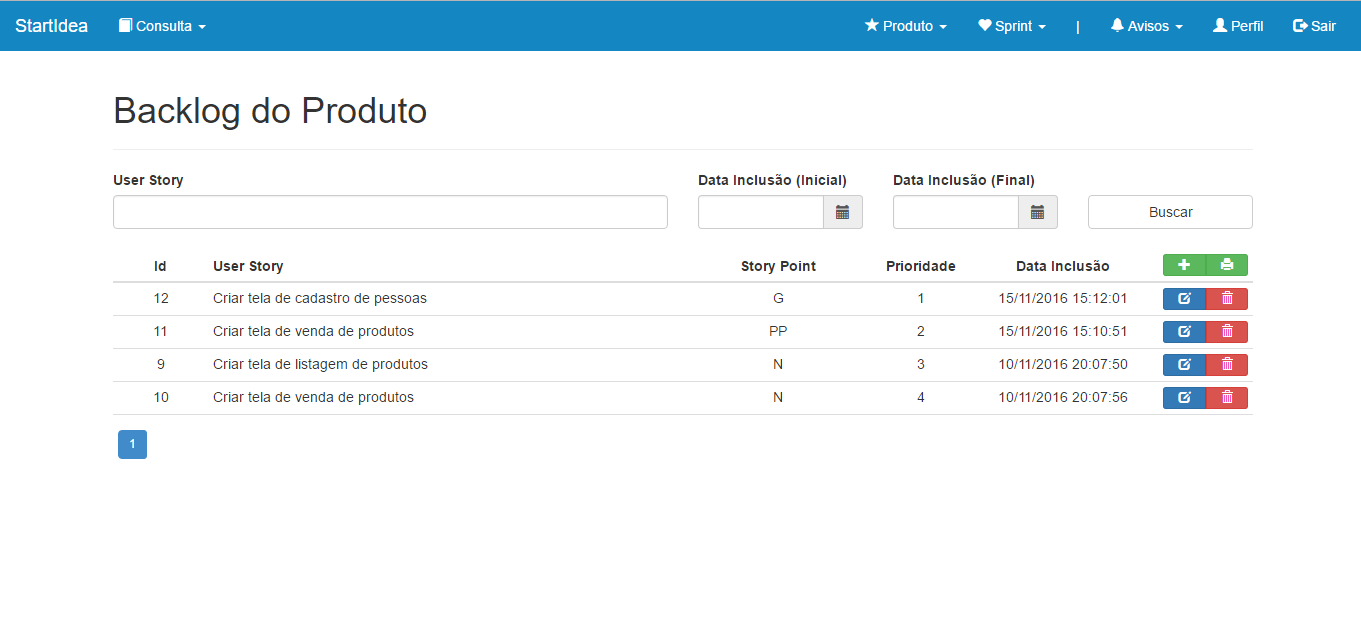 StartIdea Consulta Produto Sprint | Avisos Perfil Sair
Backlog do Produto
User Story Data Inclusão (Inicial) Data Inclusão (Final)
Buscar
Id User Story Story Point Prioridade Data Inclusão
12 Criar tela de cadastro de pessoas G 1 15/11/2016 15:12:01
11 Criar tela de venda de produtos PP 2 15/11/2016 15:10:51
9 Criar tela de listagem de produtos N 3 10/11/2016 20:07:50
10 Criar tela de venda de produtos N 4 10/11/2016 20:07:56
1